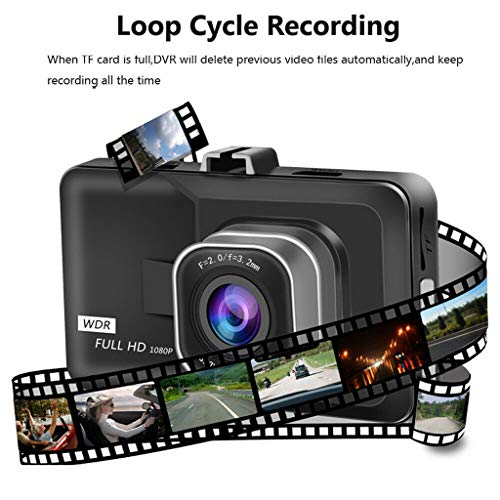 Loop Cycle Recording
When TF card is full,DVR will delete previous video files automatically,and keep
recording all the time
F=2.0/f=3.2mm
TF
WDR
FULL HD 1080P